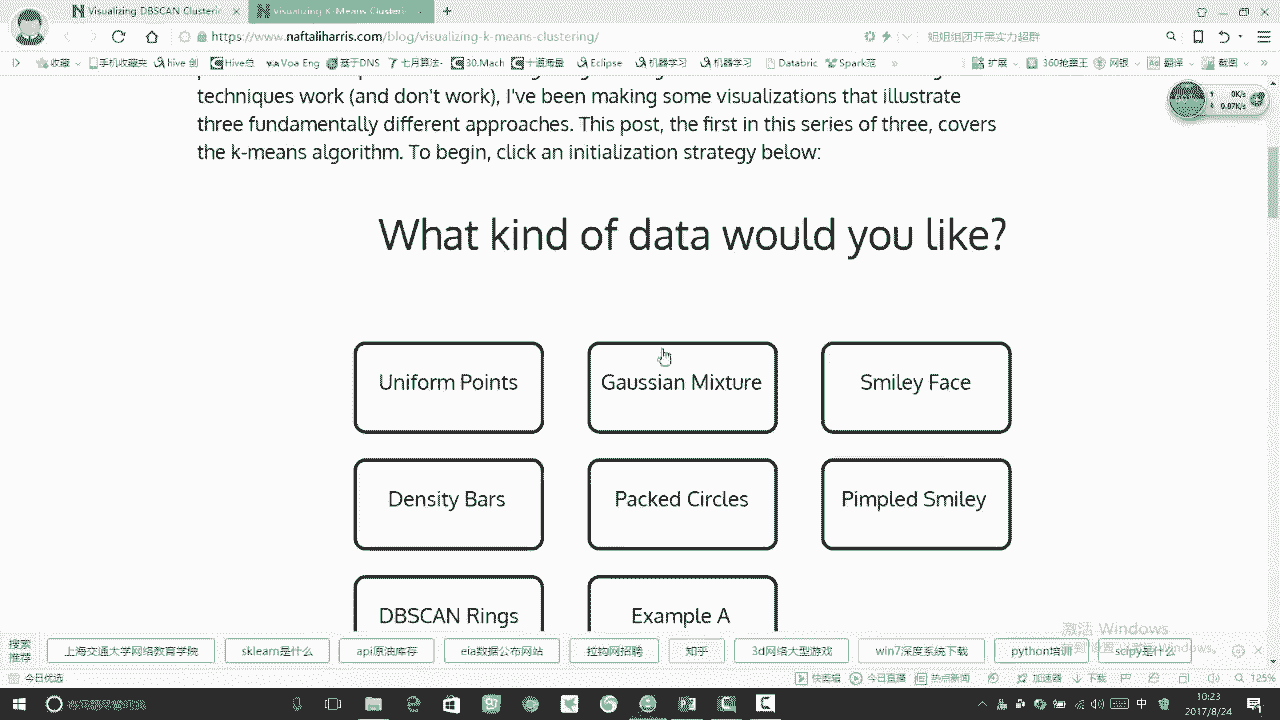 Visualizing DBSCAN Clusterin
Visualizing K-Means Clusteri
https://www.naftaliharris.com/blog/visualizing-k-means-clustering/
姐姐组团开黑实力超群
收藏 手机收藏夹 hive 创 Hive总 Voa Eng 基于DNS 七月算法- 30.Mach 十道海量 Eclipse 机器学习 机器学习 Databric Spark范 » 扩展 360抢票王 网银 翻译 截图 »
techniques work (and don't work), I've been making some visualizations that illustrate
three fundamentally different approaches. This post, the first in this series of three, covers
the k-means algorithm. To begin, click an initialization strategy below:
0K/s
0.07K/s
What kind of data would you like?
Uniform Points
Gaussian Mixture
Smiley Face
Density Bars
Packed Circles
Pimpled Smiley
DBSCAN Rings
Example A
激活 Windows
搜索推荐 上海交通大学网络教育学院 sklearn是什么 eia数据公布网站 拉钩网招聘 知乎 3d网络大型游戏 win7深度系统下载 python培训 scipy是什么
今日优选 快剪辑 今日直播 热点新闻 加速器 下载 125%
中
10:23
2017/8/24